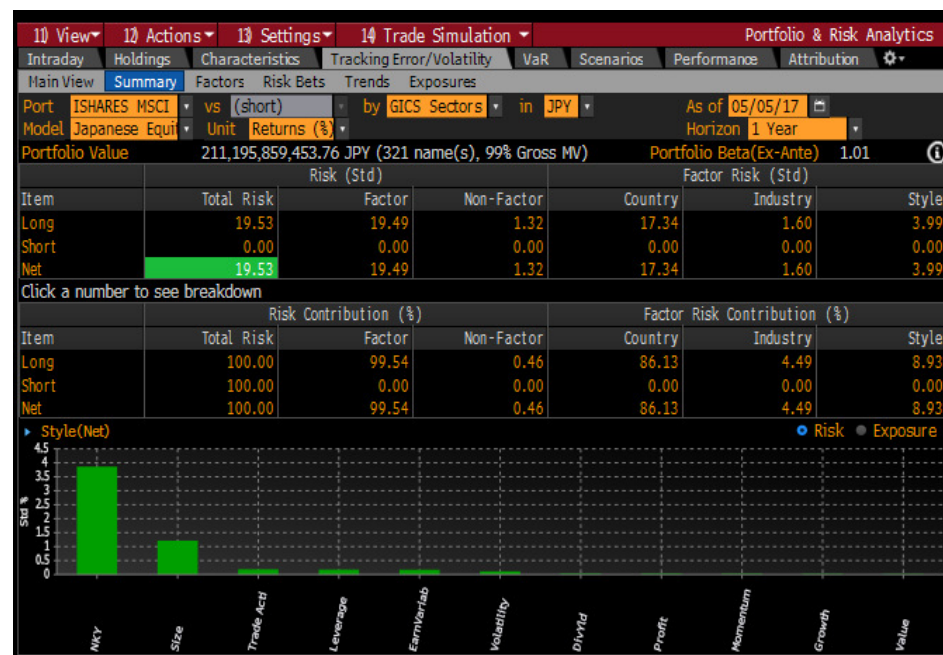 11) View 12) Actions 13) Settings 14) Trade Simulation Portfolio & Risk Analytics
Intraday Holdings Characteristics Tracking Error/Volatility VaR Scenarios Performance Attribution
Main View Summary Factors Risk Bets Trends Exposures
Port ISHARES MSCI vs (short) by GICS Sectors in JPY As of 05/05/17
Model Japanese Equi Unit Returns (%) Horizon 1 Year
Portfolio Value 211,195,859,453.76 JPY (321 name(s), 99% Gross MV) Portfolio Beta(Ex-Ante) 1.01
Risk (Std) Factor Risk (Std)
Item Total Risk Factor Non-Factor Country Industry Style
Long 19.53 19.49 1.32 17.34 1.60 3.99
Short 0.00 0.00 0.00 0.00 0.00 0.00
Net 19.53 19.49 1.32 17.34 1.60 3.99
Click a number to see breakdown
Risk Contribution (%) Factor Risk Contribution (%)
Item Total Risk Factor Non-Factor Country Industry Style
Long 100.00 99.54 0.46 86.13 4.49 8.93
Short 100.00 0.00 0.00 0.00 0.00 0.00
Net 100.00 99.54 0.46 86.13 4.49 8.93
Style(Net) Risk Exposure
4.5
4
3.5
3
2.5
2
1.5
1
0.5
0
Std %
NKY Size Trade Acti Leverage EarnVariab Volatility DivYld Profit Momentum Growth Value